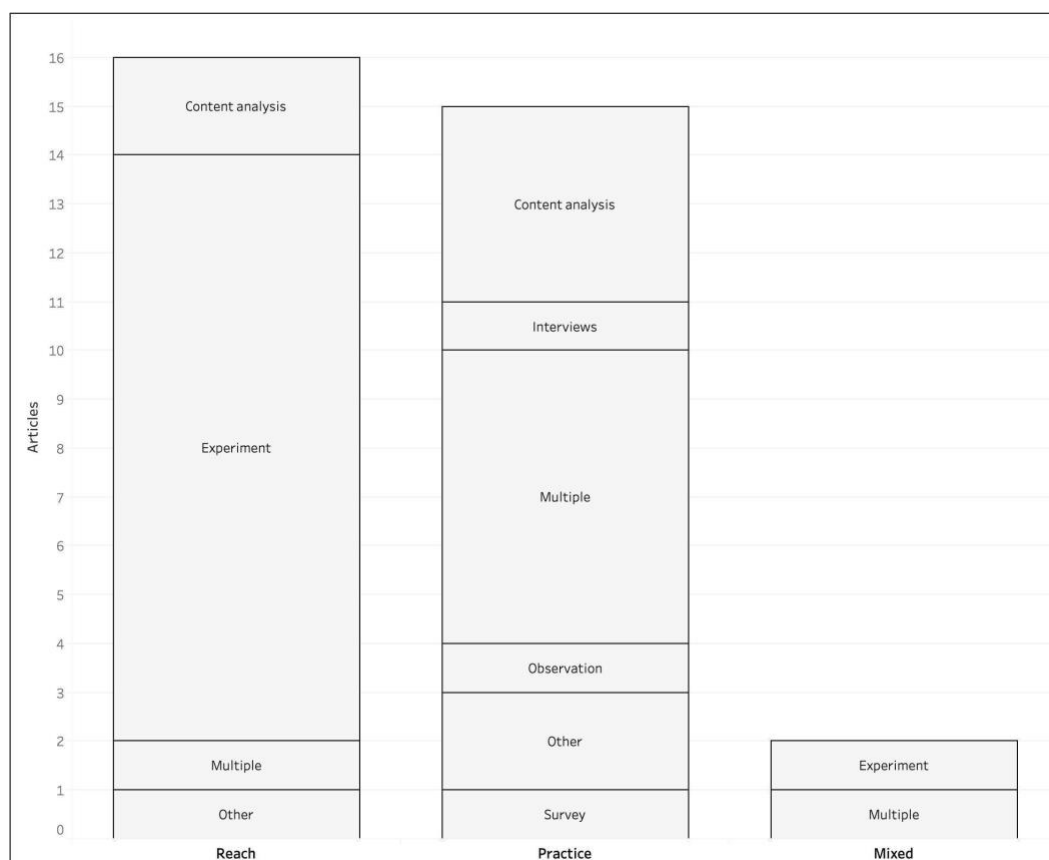 16
15
14
13
12
11
10
9
8
7
6
5
4
3
2
1
0
Articles
Content analysis
Experiment
Multiple
Other
Content analysis
Interviews
Multiple
Observation
Other
Survey
Experiment
Multiple
Reach
Practice
Mixed